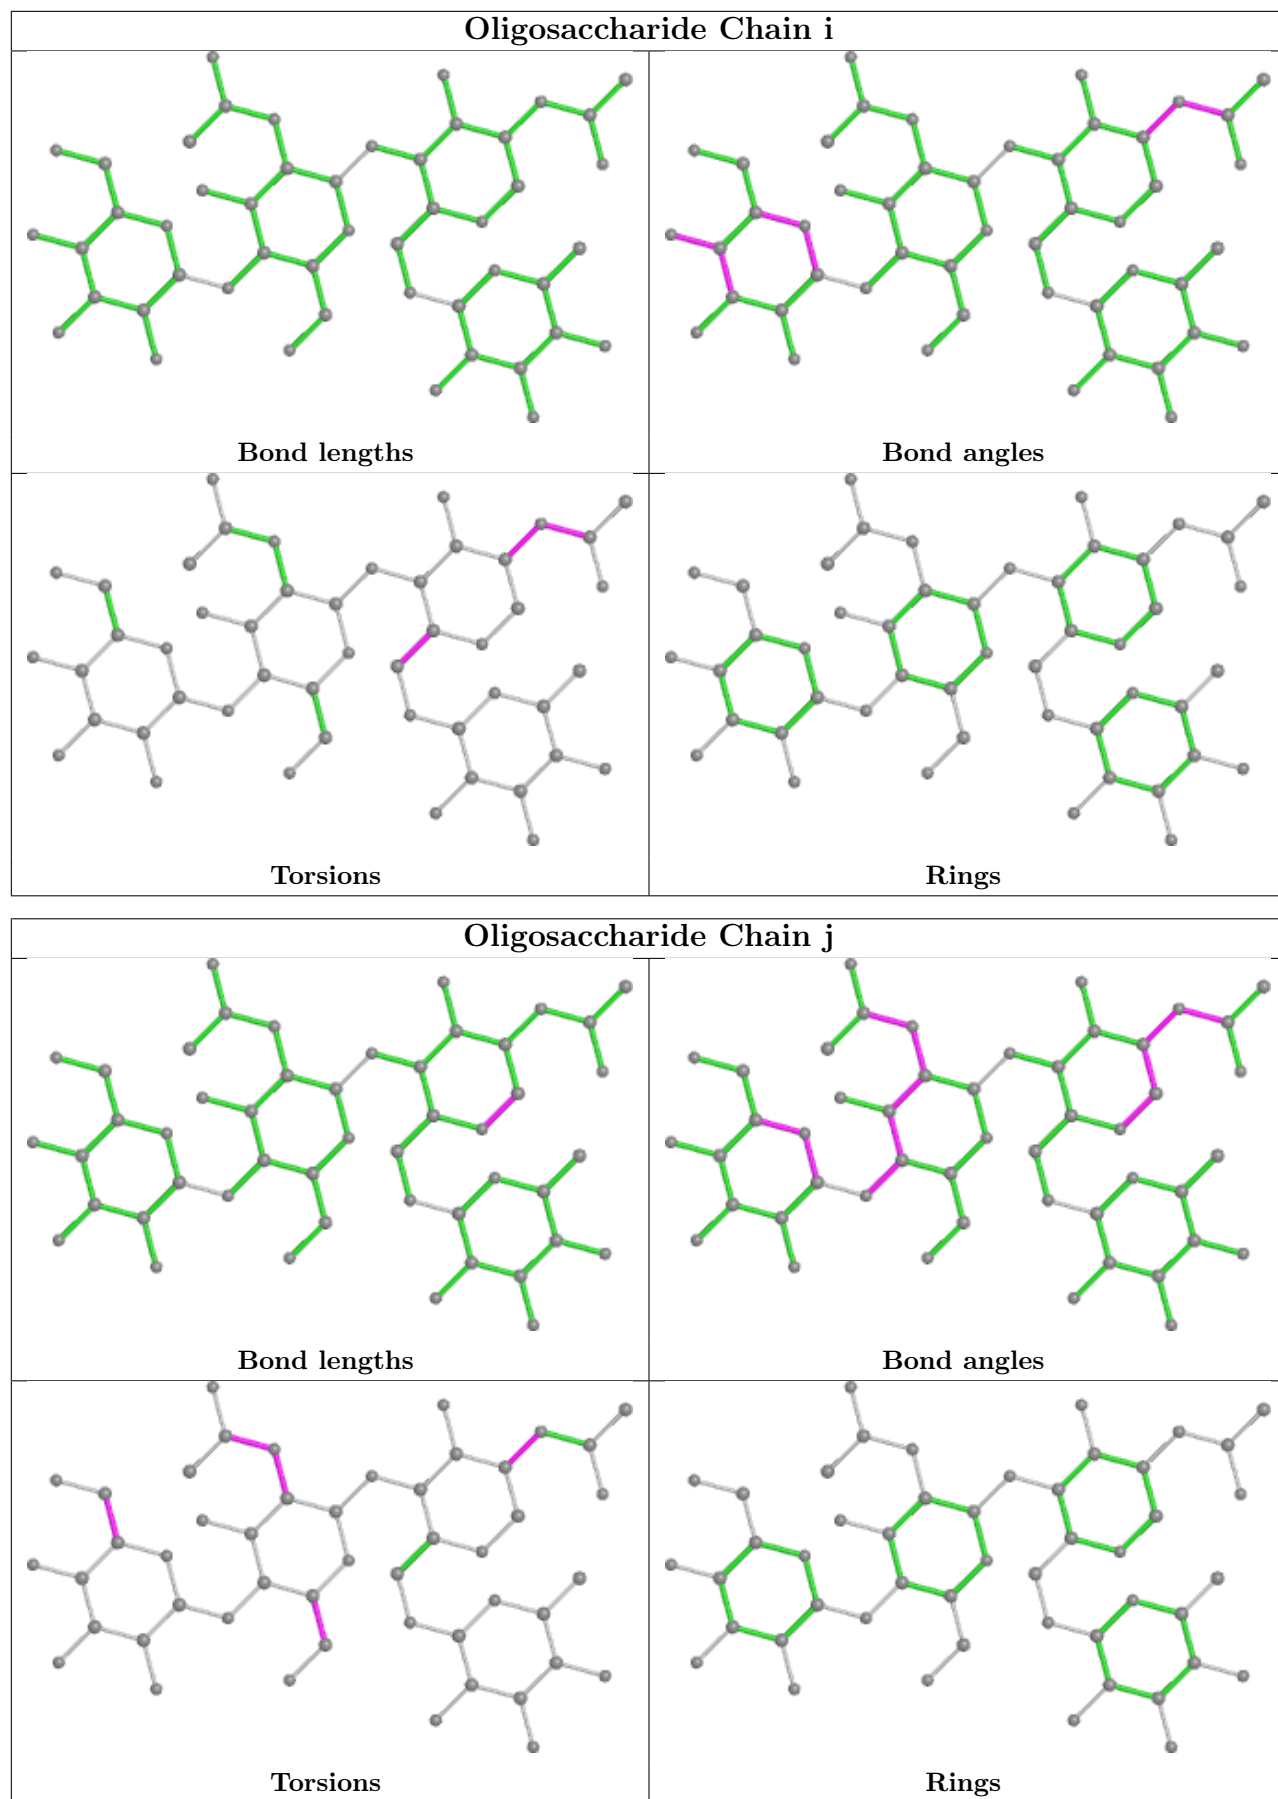 Oligosaccharide Chain i
Bond lengths
Bond angles
Torsions
Rings
Oligosaccharide Chain j
Bond lengths
Bond angles
Torsions
Rings